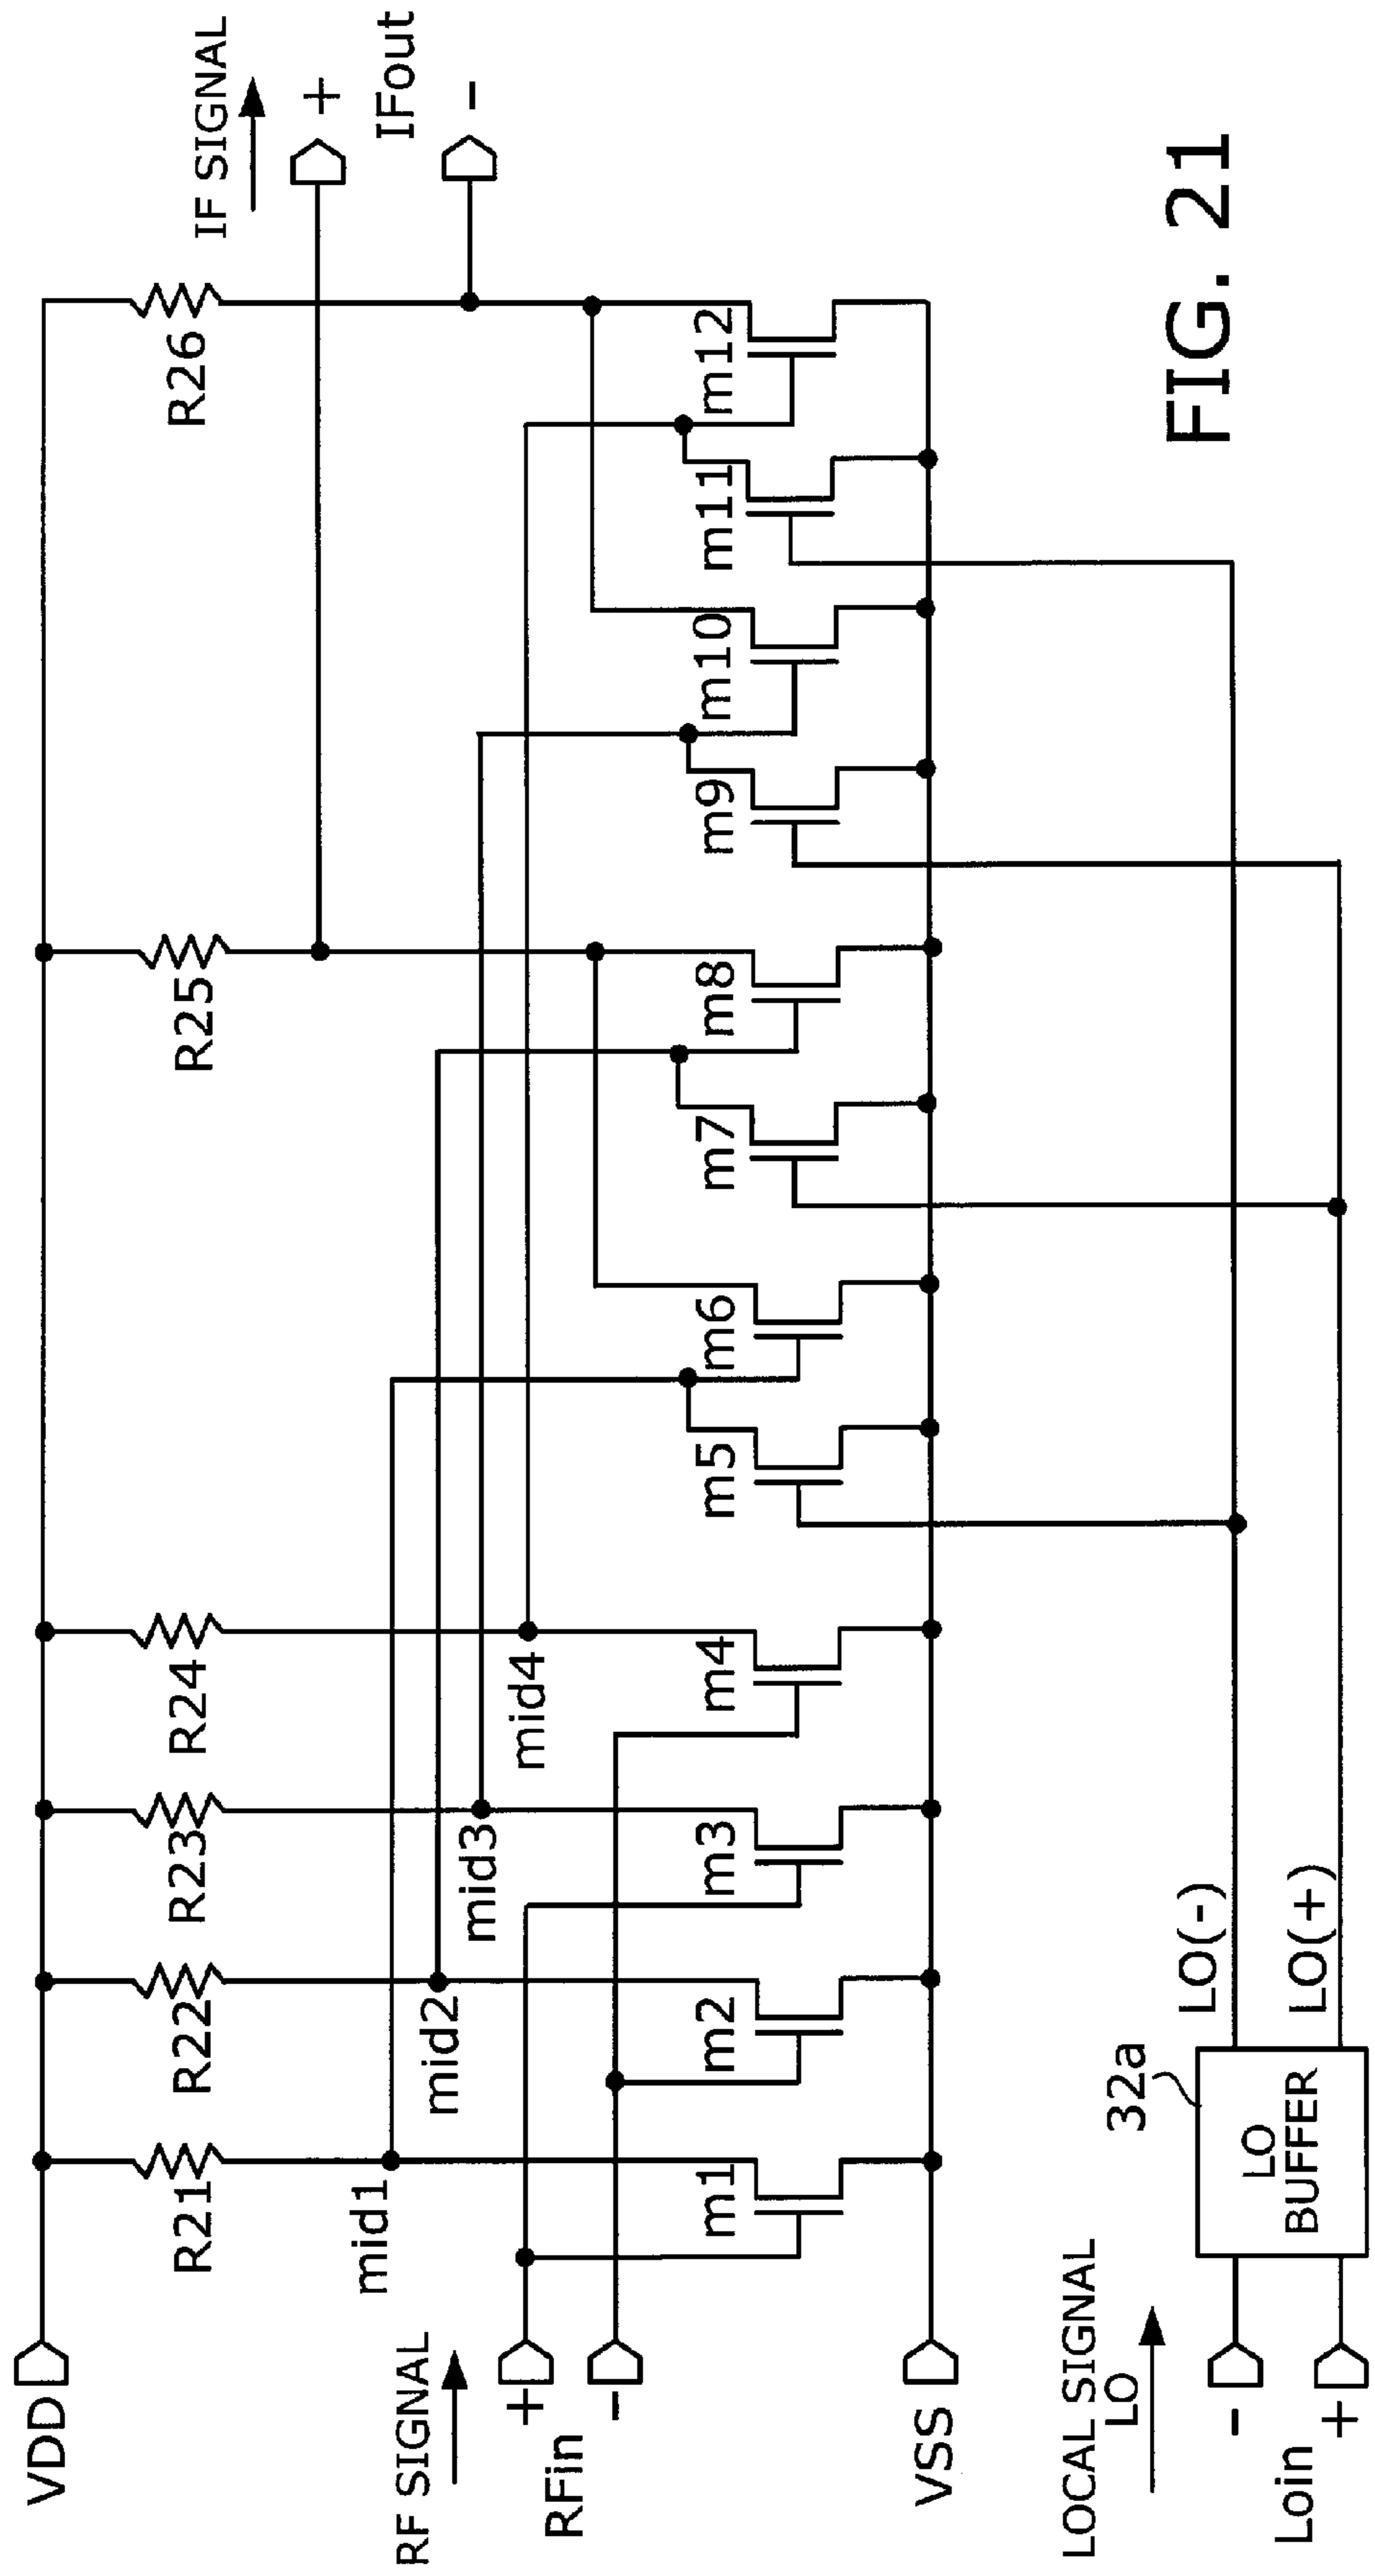 VDD
R21
R22
R23
R24
R25
R26
IF SIGNAL
+
IFout
-
mid1
mid2
mid3
mid4
RF SIGNAL
+
RFin
-
m1
m2
m3
m4
m5
m6
m7
m8
m9
m10
m11
m12
VSS
LOCAL SIGNAL
LO
-
Loin
+
32a
LO
BUFFER
LO(-)
LO(+)
FIG. 21